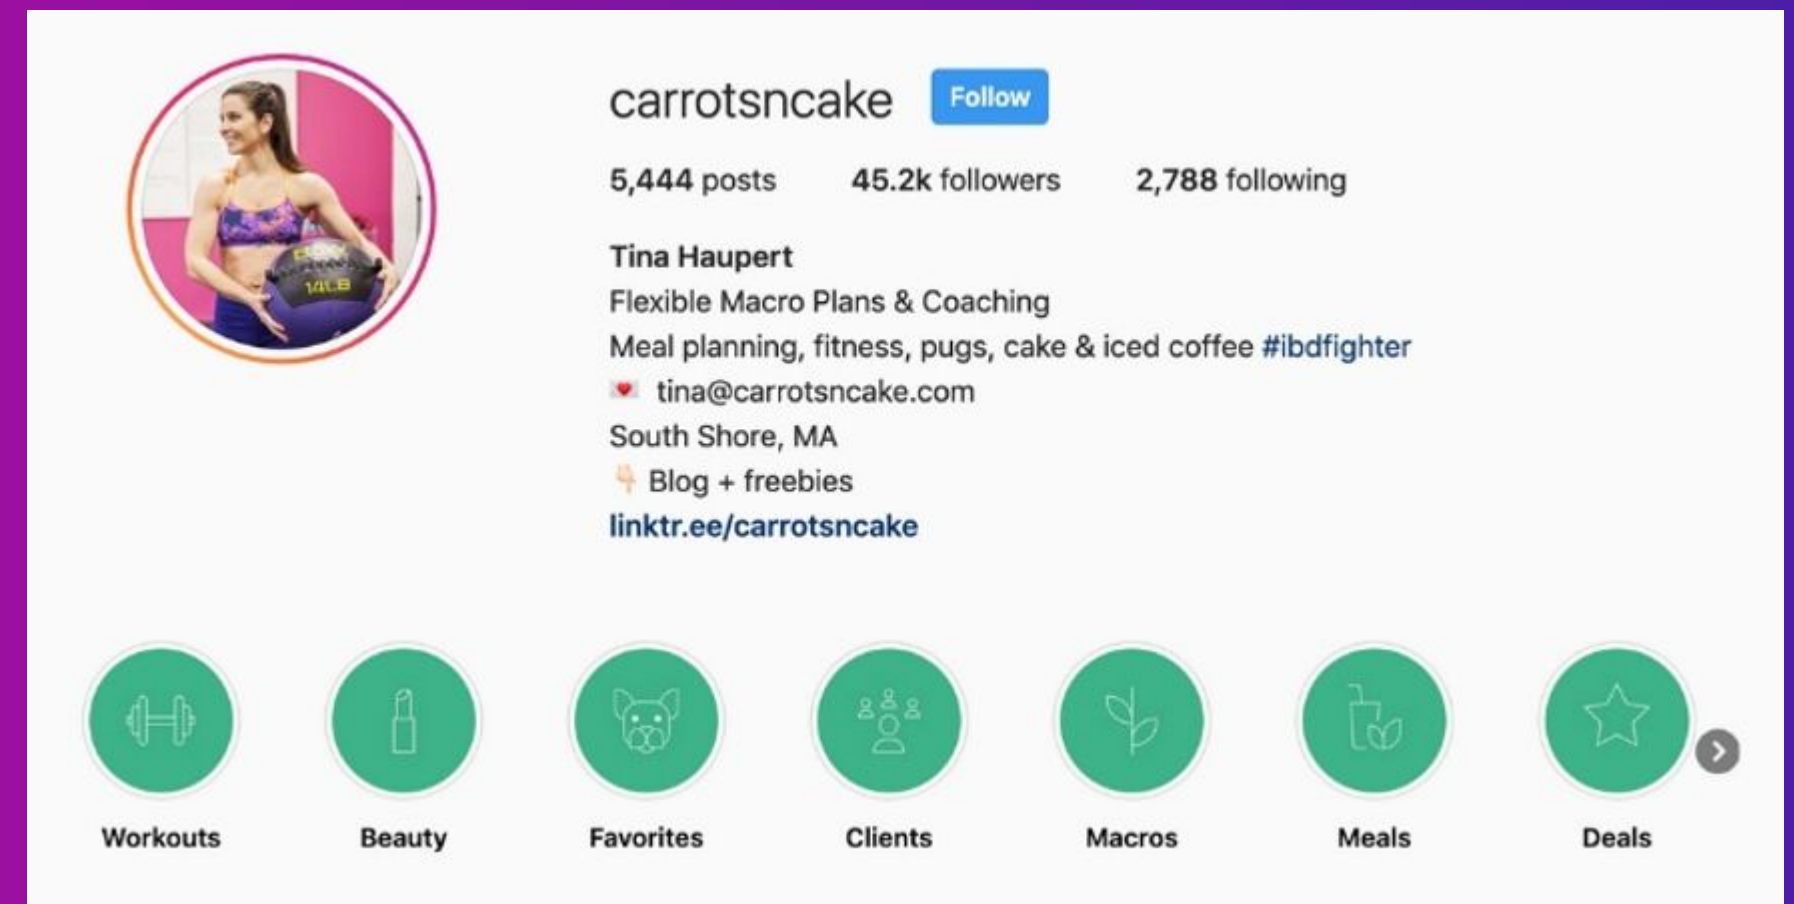 carrotsncake Follow
5,444 posts 45.2k followers 2,788 following
Tina Haupert
Flexible Macro Plans & Coaching
Meal planning, fitness, pugs, cake & iced coffee #ibdfighter
💌 tina@carrotsncake.com
South Shore, MA
👇🏻 Blog + freebies
linktr.ee/carrotsncake
14LB
Workouts Beauty Favorites Clients Macros Meals Deals